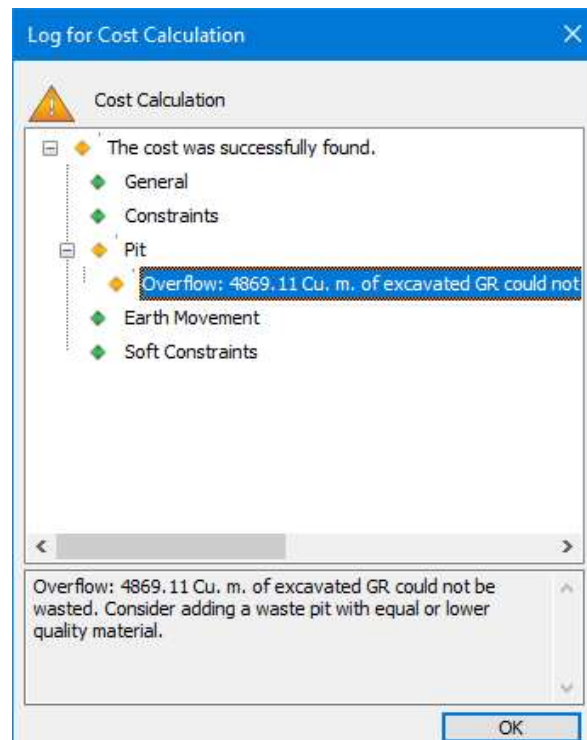 Log for Cost Calculation
Cost Calculation
The cost was successfully found.
General
Constraints
Pit
Overflow: 4869.11 Cu. m. of excavated GR could not
Earth Movement
Soft Constraints
Overflow: 4869.11 Cu. m. of excavated GR could not be
wasted. Consider adding a waste pit with equal or lower
quality material.
OK